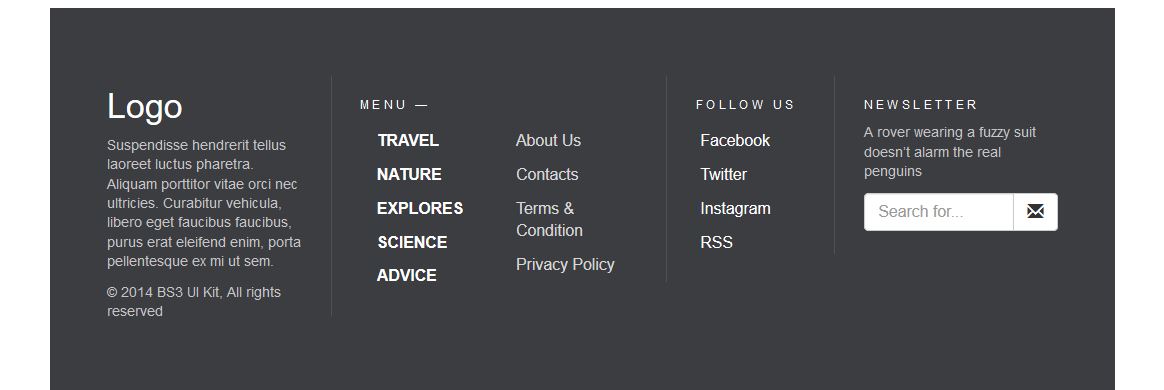 Logo
Suspendisse hendrerit tellus
laoreet luctus pharetra.
Aliquam porttitor vitae orci nec
ultricies. Curabitur vehicula,
libero eget faucibus faucibus,
purus erat eleifend enim, porta
pellentesque ex mi ut sem.
© 2014 BS3 UI Kit, All rights
reserved
MENU —
TRAVEL
NATURE
EXPLORES
SCIENCE
ADVICE
About Us
Contacts
Terms &
Condition
Privacy Policy
FOLLOW US
Facebook
Twitter
Instagram
RSS
NEWSLETTER
A rover wearing a fuzzy suit
doesn’t alarm the real
penguins
Search for...